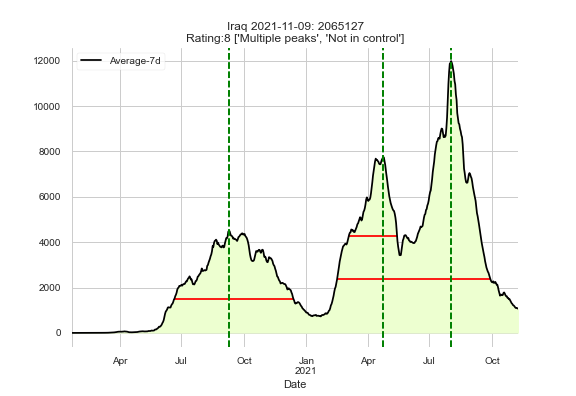 Iraq 2021-11-09: 2065127
Rating:8 ['Multiple peaks', 'Not in control']
Average-7d
12000
10000
8000
6000
4000
2000
0
Apr Jul Oct Jan Apr Jul Oct
2021
Date